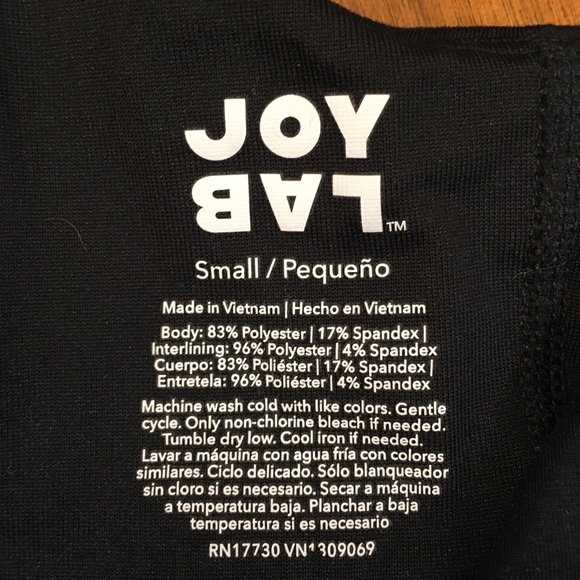 JOY
LAB™
Small / Pequeño
Made in Vietnam | Hecho en Vietnam
Body: 83% Polyester | 17% Spandex |
Interlining: 96% Polyester | 4% Spandex
Cuerpo: 83% Poliéster | 17% Spandex |
Entretela: 96% Poliéster | 4% Spandex
Machine wash cold with like colors. Gentle
cycle. Only non-chlorine bleach if needed.
Tumble dry low. Cool iron if needed.
Lavar a máquina con agua fría con colores
similares. Ciclo delicado. Sólo blanqueador
sin cloro si es necesario. Secar a máquina
a temperatura baja. Planchar a baja
temperatura si es necesario
RN17730 VN1309069